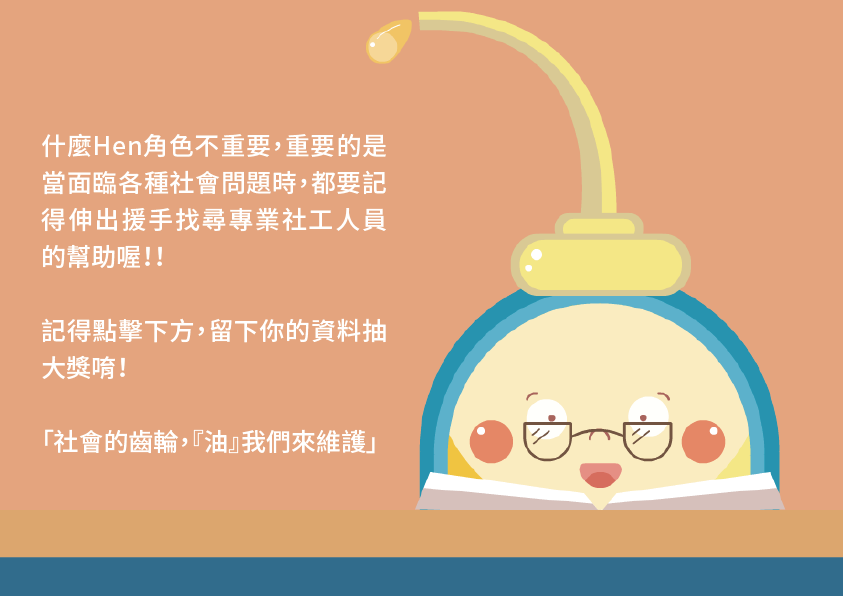 什麼Hen角色不重要，重要的是
當面臨各種社會問題時，都要記
得伸出援手找尋專業社工人員
的幫助喔！！
記得點擊下方，留下你的資料抽
大獎唷！
「社會的齒輪，『油』我們來維護」